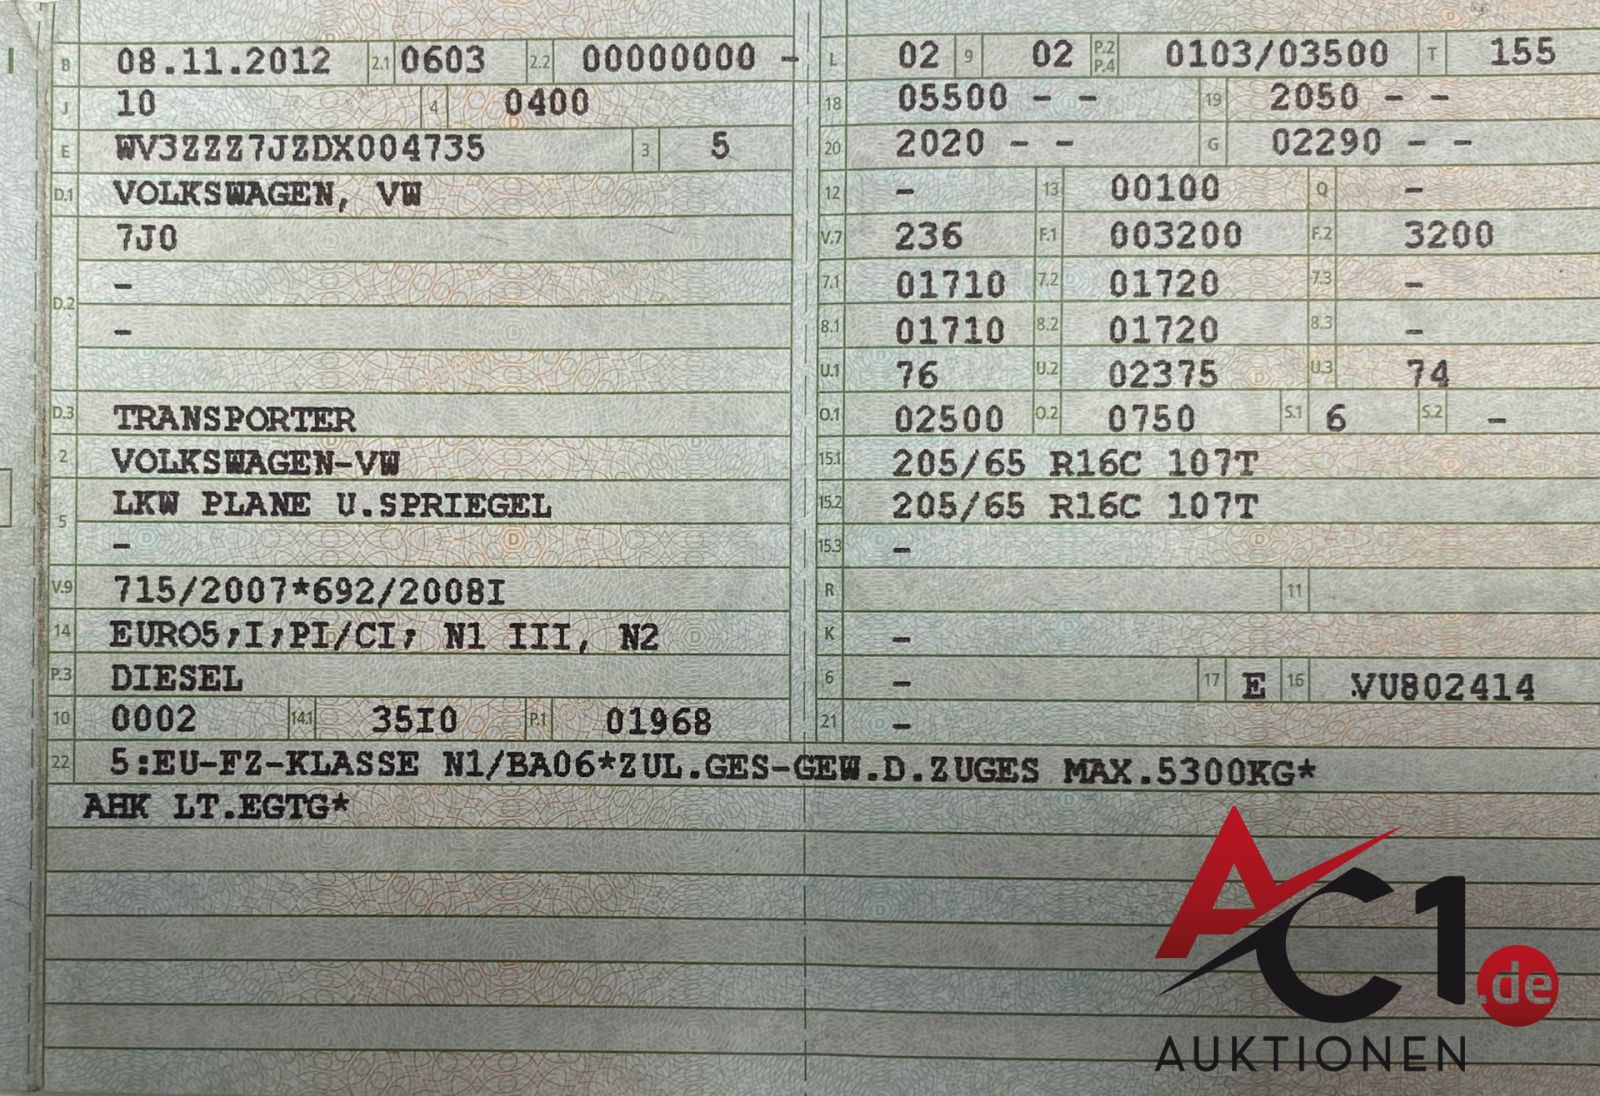 B 08.11.2012 2.1 0603 2.2 00000000 -
J 10 4 0400
E WV3ZZZ7JZDX004735 3 5
D.1 VOLKSWAGEN, VW
7J0
D.2 -
-
D.3 TRANSPORTER
2 VOLKSWAGEN-VW
5 LKW PLANE U.SPRIEGEL
-
V.9 715/2007*692/2008I
14 EURO5;I;PI/CI; N1 III, N2
P.3 DIESEL
10 0002 14.1 35I0 P.1 01968
L 02 9 02 P.2 P.4 0103/03500 T 155
18 05500 - - 19 2050 - -
20 2020 - - G 02290 - -
12 - 13 00100 Q -
V.7 236 F.1 003200 F.2 3200
7.1 01710 7.2 01720 7.3 -
8.1 01710 8.2 01720 8.3 -
U.1 76 U.2 02375 U.3 74
O.1 02500 O.2 0750 S.1 6 S.2 -
15.1 205/65 R16C 107T
15.2 205/65 R16C 107T
15.3 -
R 11
K -
6 - 17 E 16 VU802414
21 -
22 5:EU-FZ-KLASSE N1/BA06*ZUL.GES-GEW.D.ZUGES MAX.5300KG*
AHK LT.EGTG*
AC1.de
AUKTIONEN